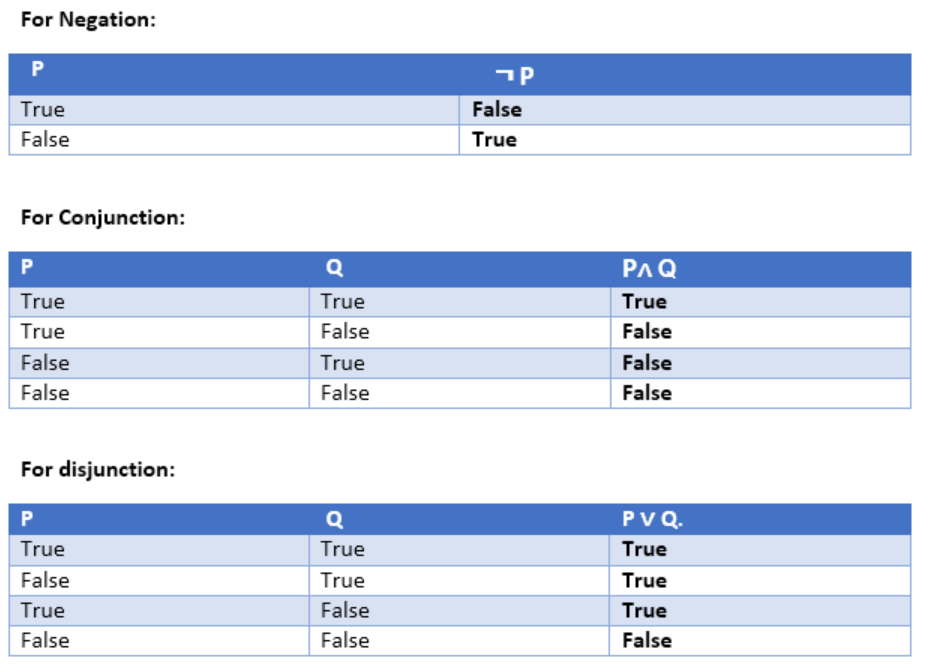 For Negation:
P ¬ P
True False
False True
For Conjunction:
P Q P∧ Q
True True True
True False False
False True False
False False False
For disjunction:
P Q P ∨ Q.
True True True
False True True
True False True
False False False